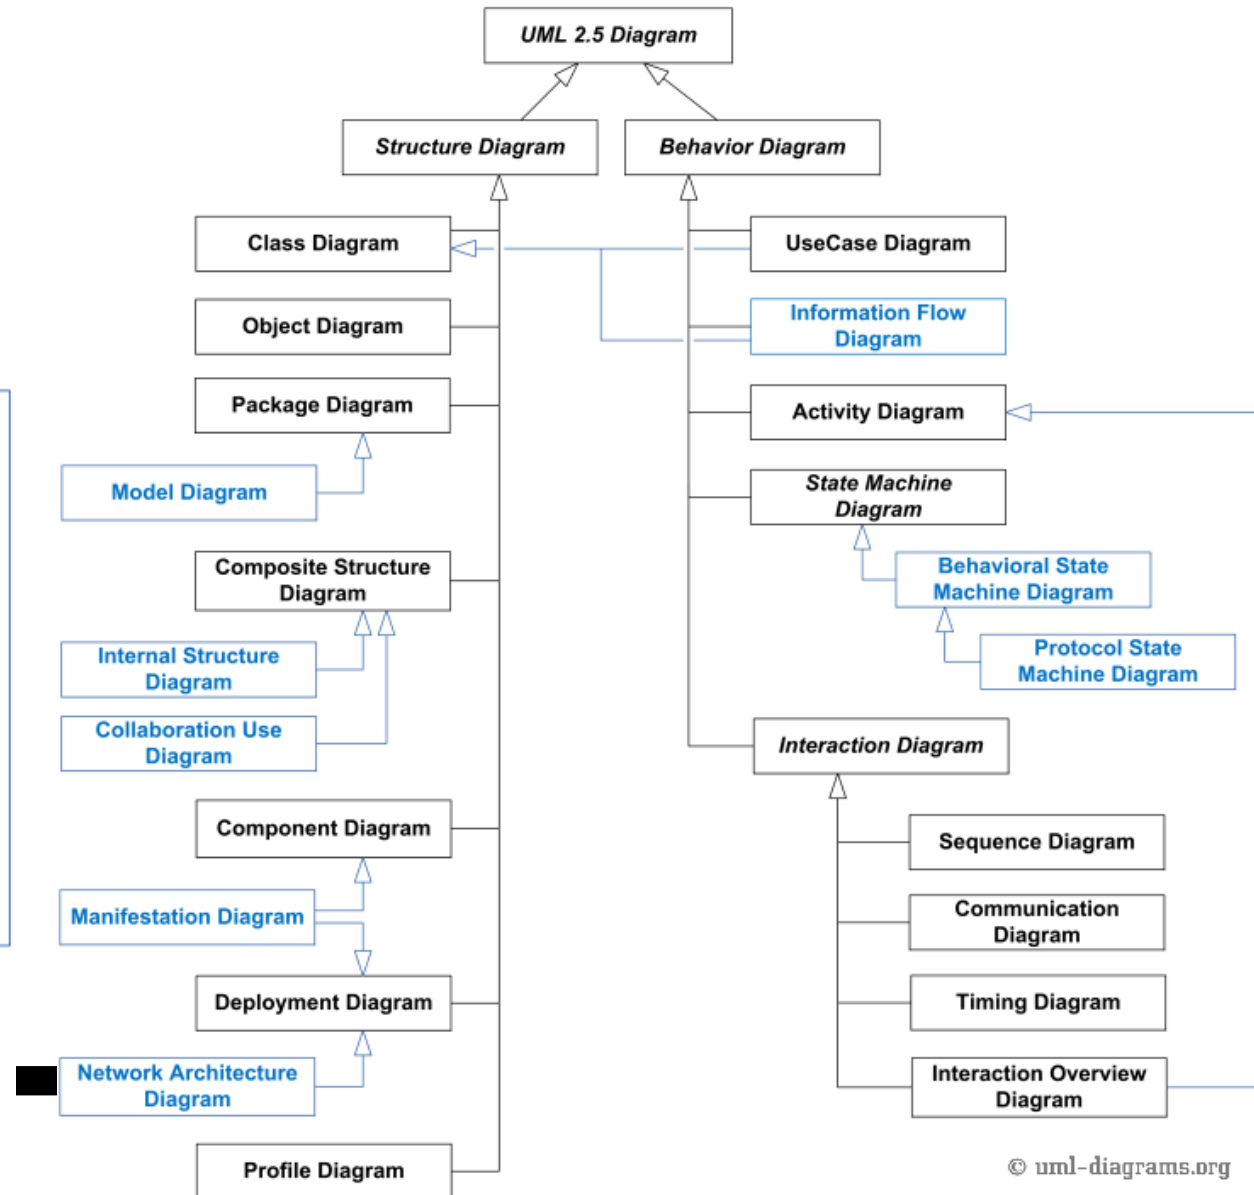 UML 2.5 Diagram
Structure Diagram
Behavior Diagram
Class Diagram
UseCase Diagram
Object Diagram
Information Flow
Diagram
Package Diagram
Activity Diagram
Model Diagram
State Machine
Diagram
Composite Structure
Diagram
Behavioral State
Machine Diagram
Internal Structure
Diagram
Protocol State
Machine Diagram
Collaboration Use
Diagram
Interaction Diagram
Component Diagram
Sequence Diagram
Manifestation Diagram
Communication
Diagram
Deployment Diagram
Timing Diagram
Network Architecture
Diagram
Interaction Overview
Diagram
Profile Diagram
© uml-diagrams.org